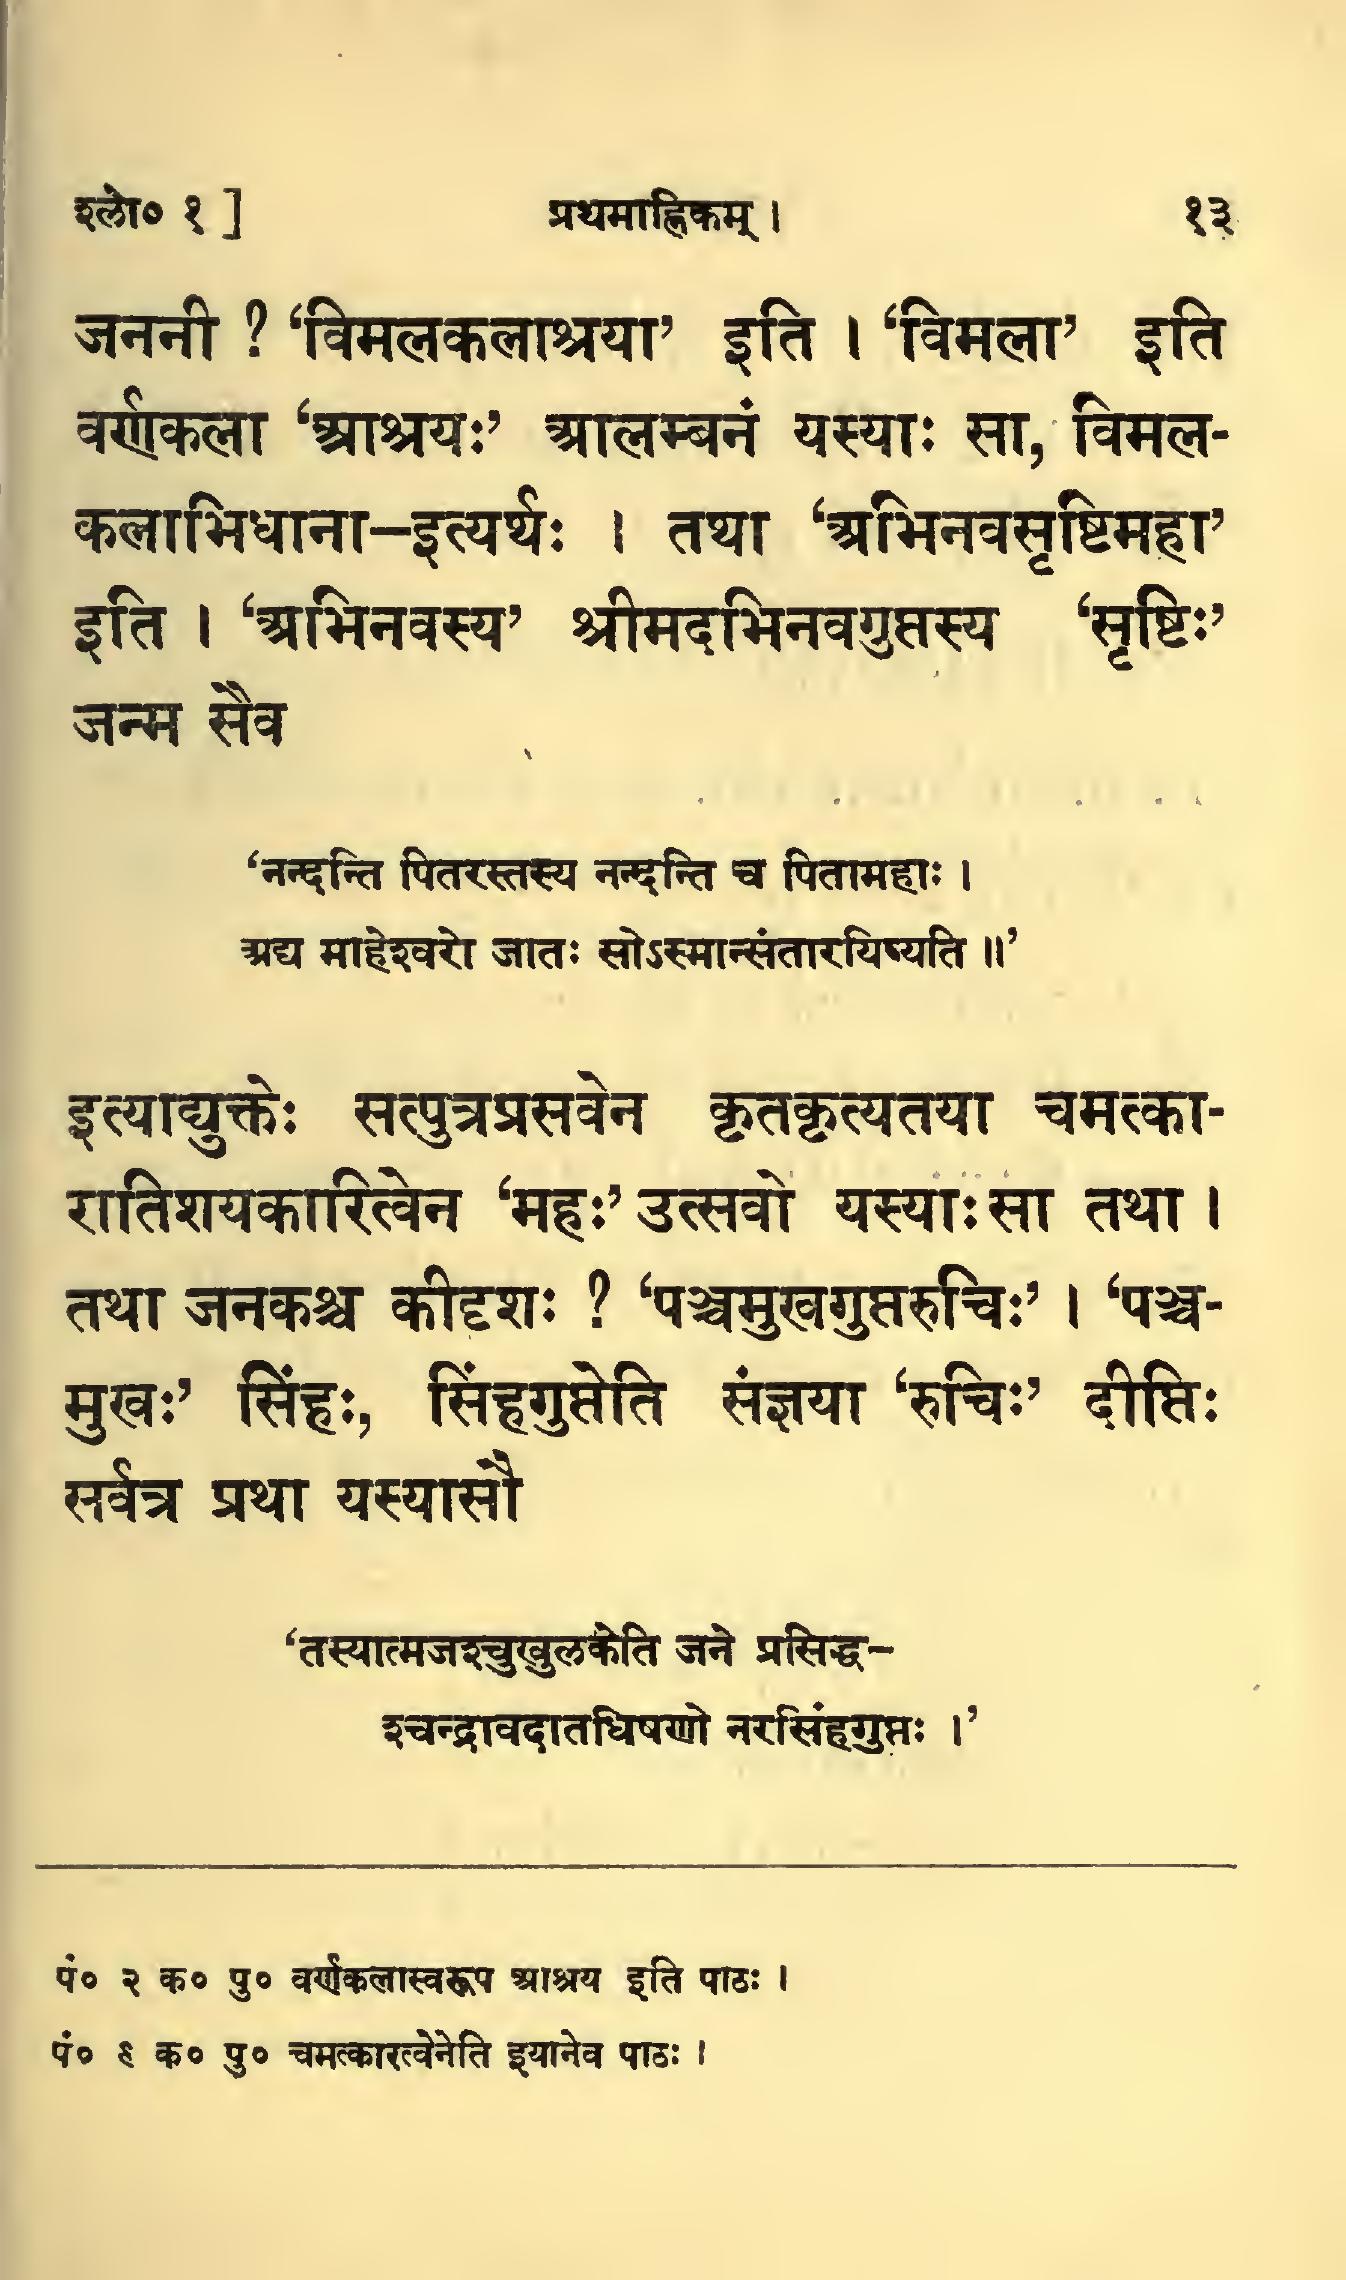 श्लो० १ ] प्रथमाह्निकम् । १३
जननी ? ‘विमलकलाश्रया’ इति । ‘विमला’ इति
वर्णकला ‘आश्रयः’ आलम्बनं यस्याः सा, विमल-
कलाभिधाना–इत्यर्थः । तथा ‘अभिनवसृष्टिमहा’
इति । ‘अभिनवस्य’ श्रीमदभिनवगुप्तस्य ‘सृष्टिः’
जन्म सैव
‘नन्दन्ति पितरस्तस्य नन्दन्ति च पितामहाः ।
अद्य माहेश्वरो जातः सोऽस्मान्संतारयिष्यति ॥’
इत्याद्युक्तेः सत्पुत्रप्रसवेन कृतकृत्यतया चमत्का-
रातिशयकारित्वेन ‘महः’ उत्सवो यस्याः सा तथा ।
तथा जनकश्च कीदृशः ? ‘पञ्चमुखगुप्तरुचिः’ । ‘पञ्च-
मुखः’ सिंहः, सिंहगुप्तेति संज्ञया ‘रुचिः’ दीप्तिः
सर्वत्र प्रथा यस्यासौ
‘तस्यात्मजश्चुखुलकेति जने प्रसिद्ध–
श्चन्द्रावदातधिषणो नरसिंहगुप्तः ।’
पं० २ क० पु० वर्णकलास्वरूप आश्रय इति पाठः ।
पं० ९ क० पु० चमत्कारत्वेनेति इयानेव पाठः ।